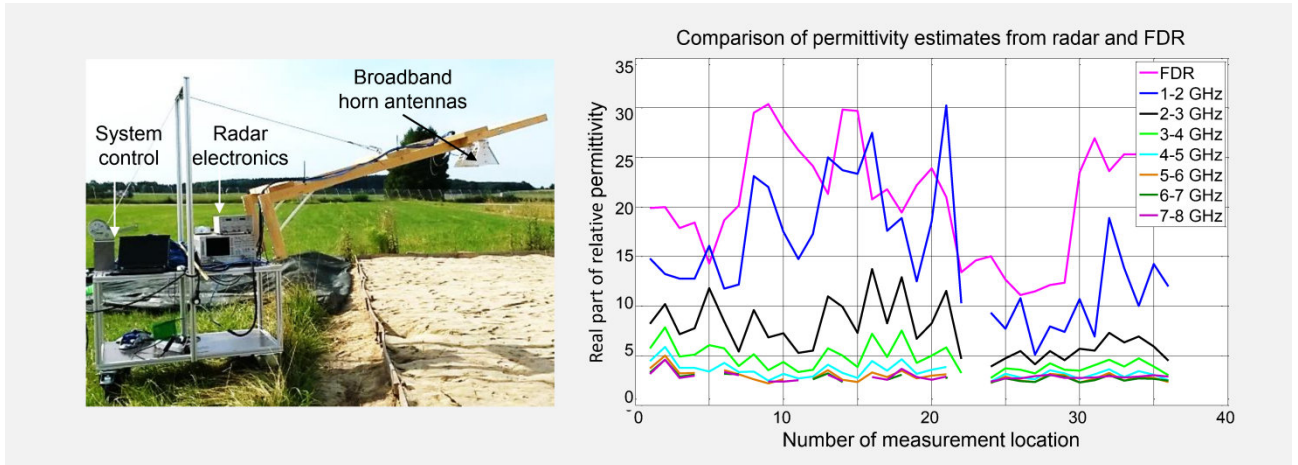 Broadband
horn antennas
System
control
Radar
electronics
Comparison of permittivity estimates from radar and FDR
Real part of relative permittivity
35
30
25
20
15
10
5
0
-
0
10
20
30
40
Number of measurement location
FDR
1-2 GHz
2-3 GHz
3-4 GHz
4-5 GHz
5-6 GHz
6-7 GHz
7-8 GHz